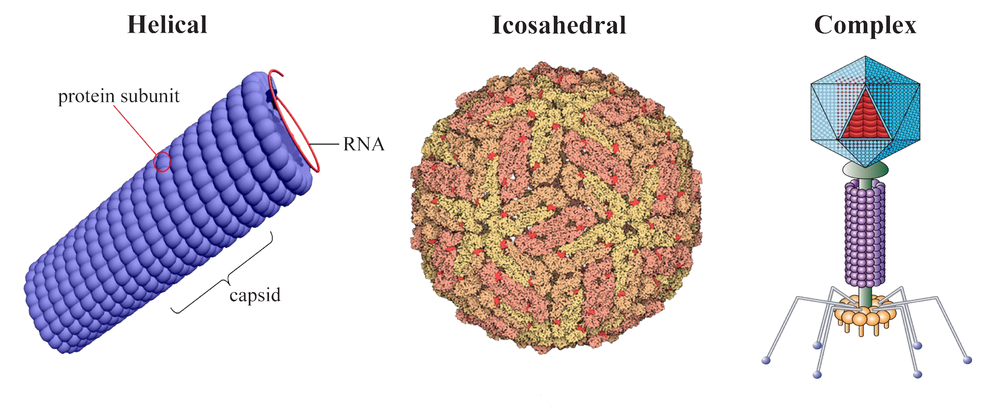 Helical
Icosahedral
Complex
protein subunit
RNA
capsid